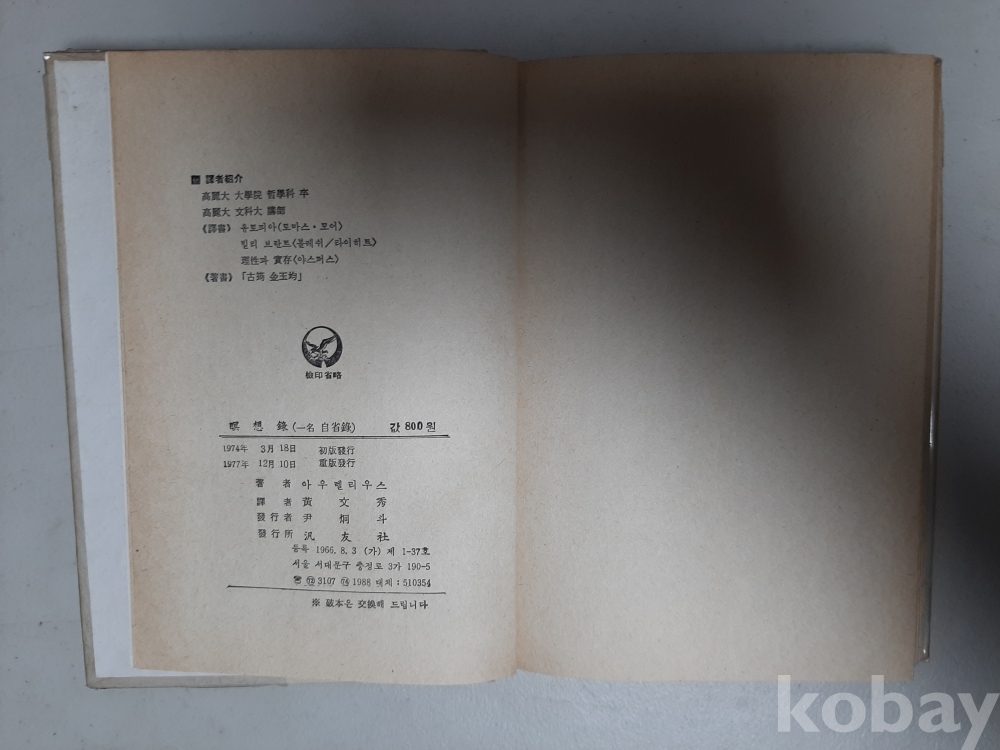 ■ 譯者紹介
高麗大 大學院 哲學科 卒
高麗大 文科大 講師
《譯書》 유토피아〈토마스·모어〉
빌리 브란트〈볼레쉬/라이히트〉
理性과 實存〈야스퍼스〉
《著書》 「古筠 金玉均」
檢印省略
瞑想錄 (一名 自省錄) 값 800원
1974年 3月 18日 初版發行
1977年 12月 10日 重版發行
著者 아우렐리우스
譯者 黃文秀
發行者 尹炯斗
發行所 汎友社
등록 1966. 8. 3 (가) 제 1-37호
서울 서대문구 충정로 3가 190-5
☎ 3107 1988 대체 : 510354
※ 破本은 交換해 드립니다
kobay